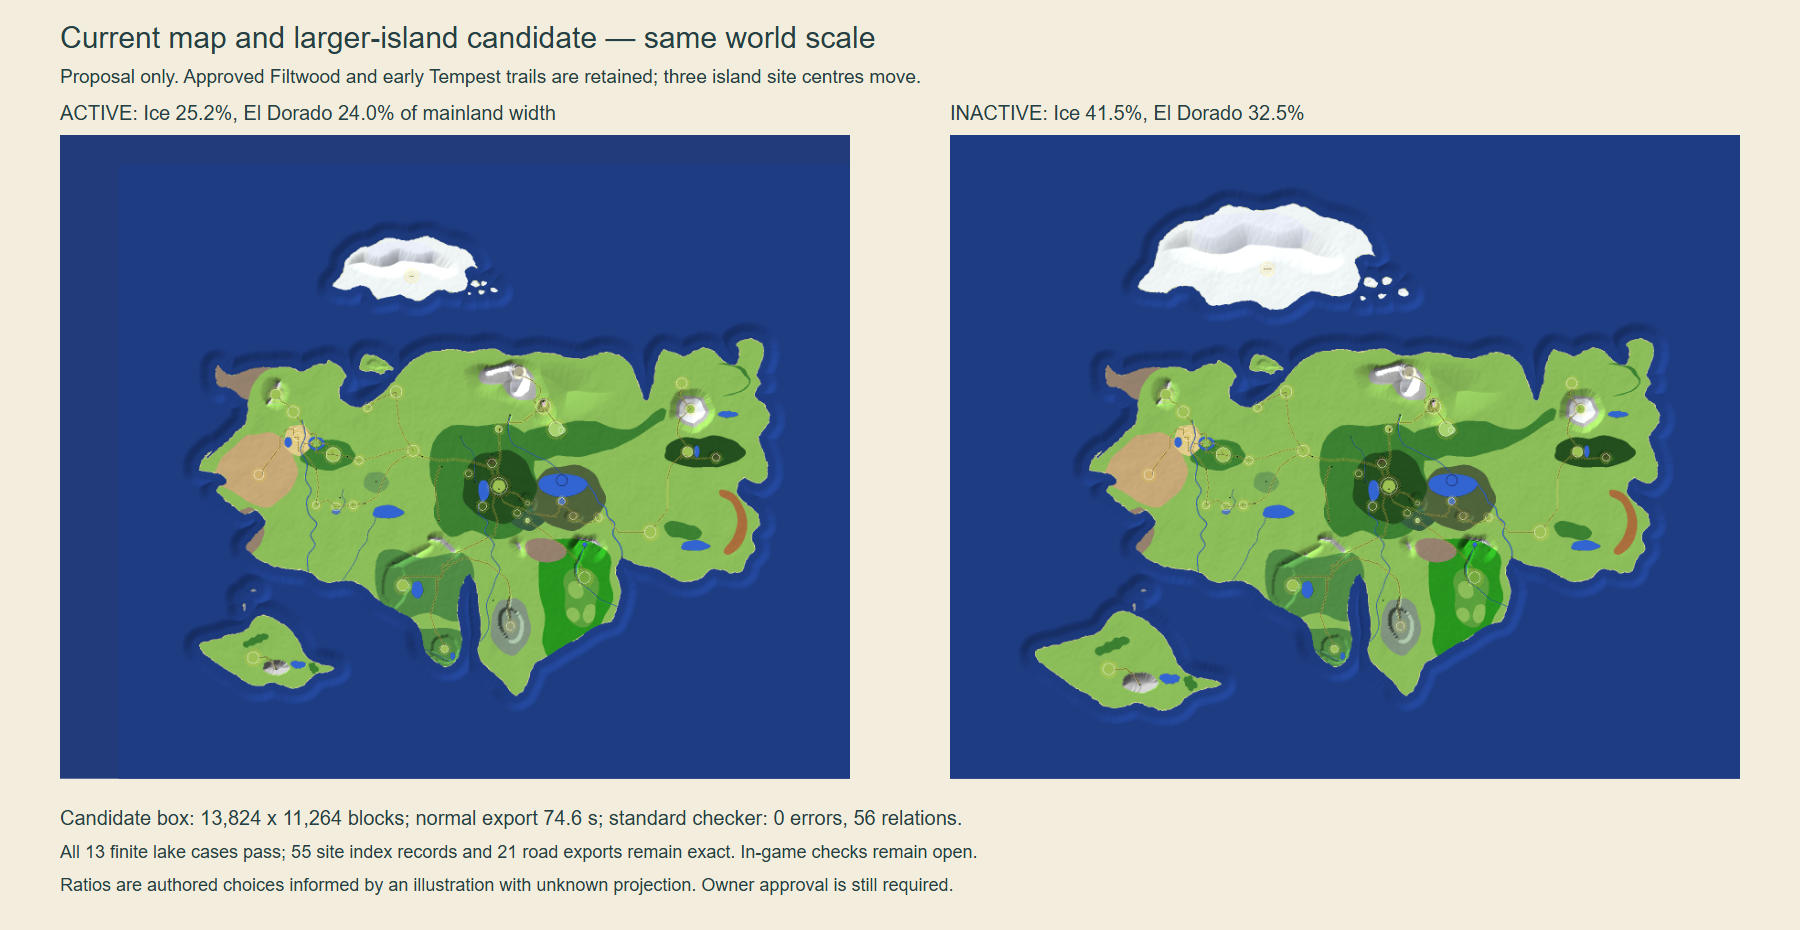 Current map and larger-island candidate — same world scale
Proposal only. Approved Filtwood and early Tempest trails are retained; three island site centres move.
ACTIVE: Ice 25.2%, El Dorado 24.0% of mainland width
INACTIVE: Ice 41.5%, El Dorado 32.5%
Candidate box: 13,824 x 11,264 blocks; normal export 74.6 s; standard checker: 0 errors, 56 relations.
All 13 finite lake cases pass; 55 site index records and 21 road exports remain exact. In-game checks remain open.
Ratios are authored choices informed by an illustration with unknown projection. Owner approval is still required.